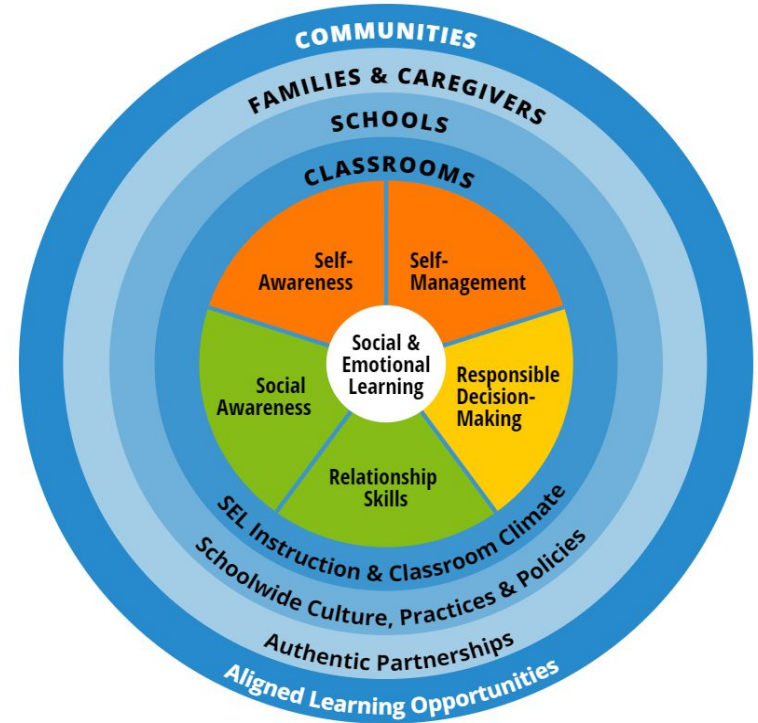 COMMUNITIES
FAMILIES & CAREGIVERS
SCHOOLS
CLASSROOMS
Self-
Awareness
Self-
Management
Social &
Emotional
Learning
Social
Awareness
Responsible
Decision-
Making
Relationship
Skills
SEL Instruction & Classroom Climate
Schoolwide Culture, Practices & Policies
Authentic Partnerships
Aligned Learning Opportunities